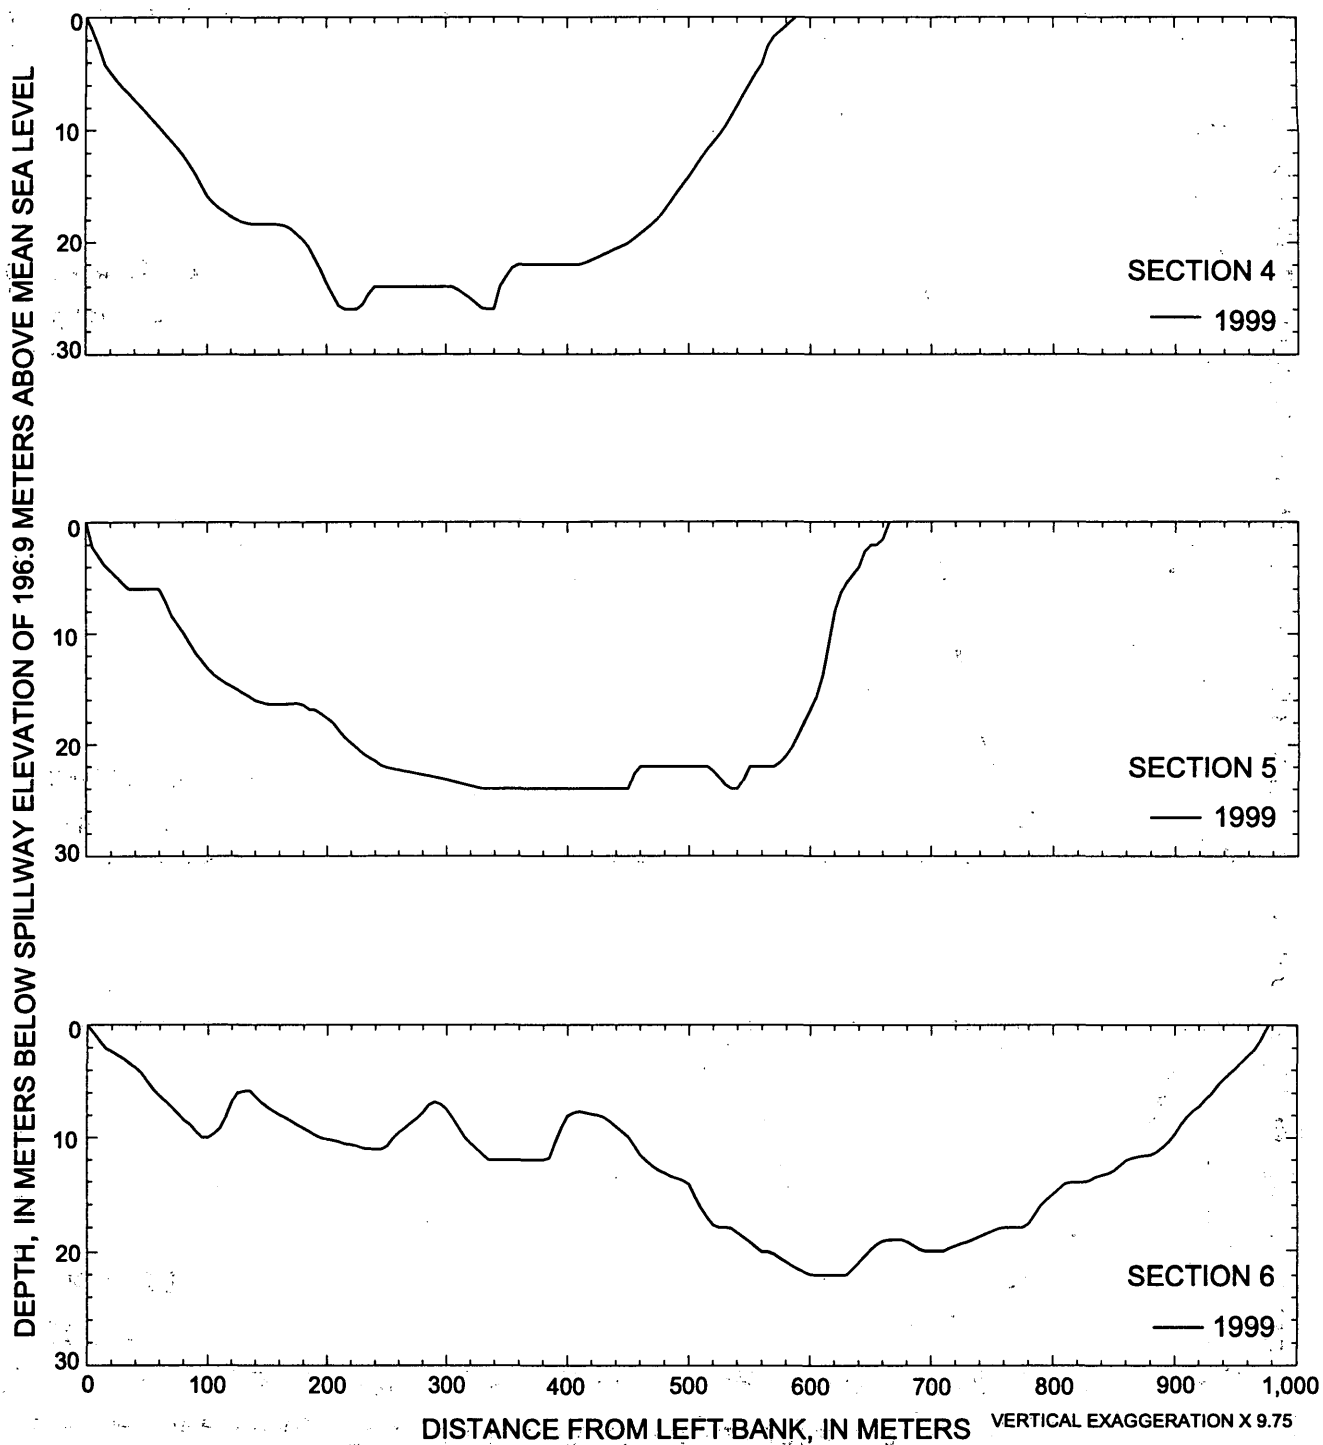 DEPTH, IN METERS BELOW SPILLWAY ELEVATION OF 196.9 METERS ABOVE MEAN SEA LEVEL
0
10
20
30
SECTION 4
1999
0
10
20
30
SECTION 5
1999
0
10
20
30
SECTION 6
1999
0 100 200 300 400 500 600 700 800 900 1,000
DISTANCE FROM LEFT BANK, IN METERS
VERTICAL EXAGGERATION X 9.75